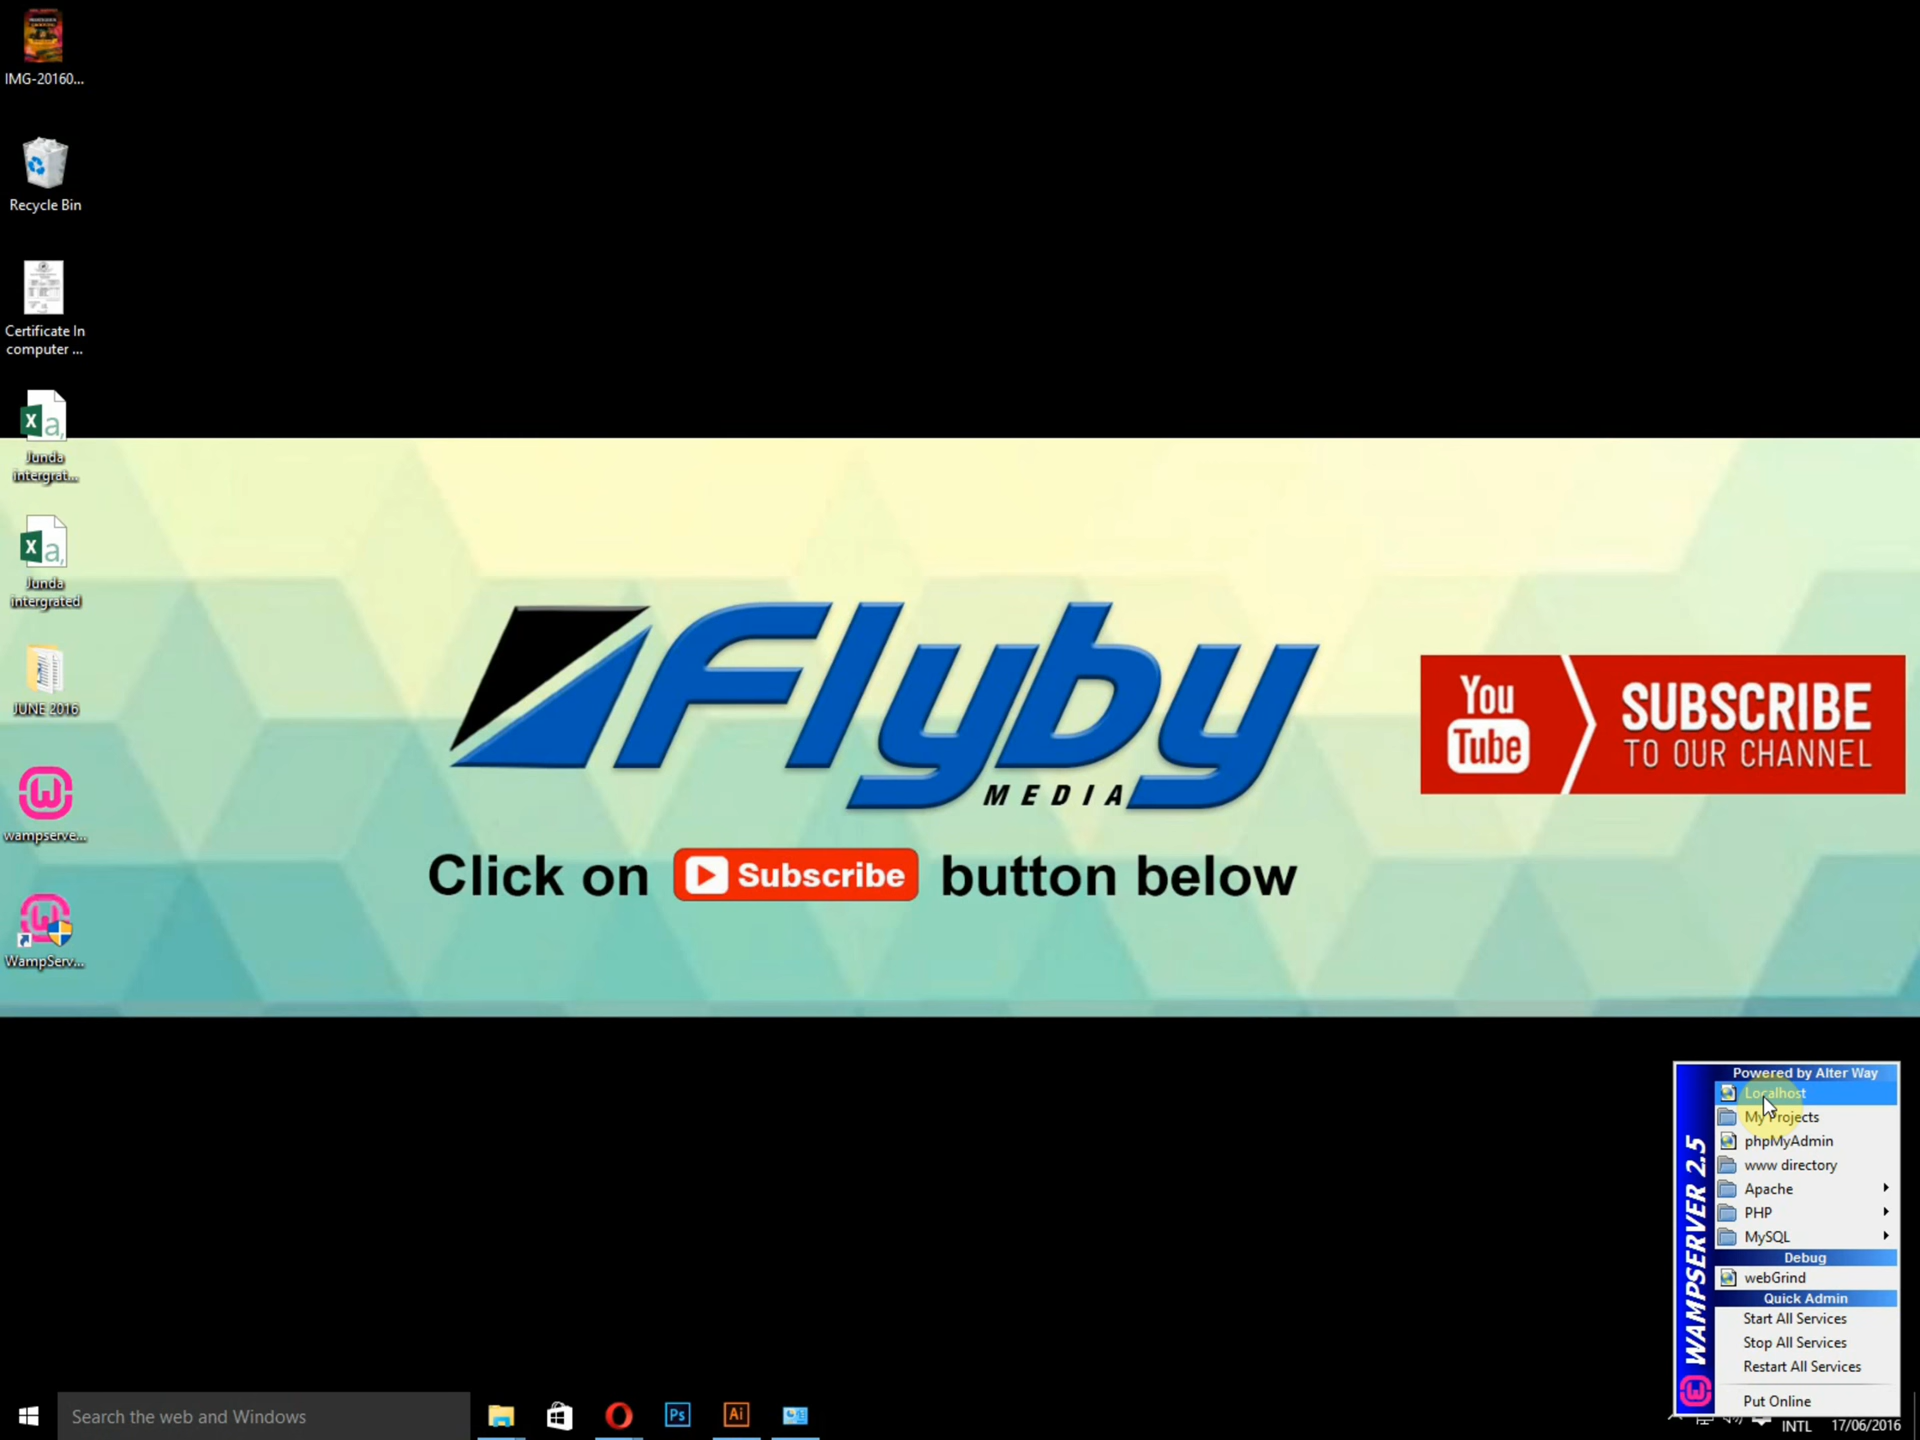 IMG-20160...
Recycle Bin
Certificate In
computer ...
Junda
intergrat...
Junda
intergrated
JUNE 2016
wampserve...
WampServ...
Flyby
MEDIA
You
Tube
SUBSCRIBE
TO OUR CHANNEL
Click on Subscribe button below
WAMPSERVER 2.5
Powered by Alter Way
Localhost
My Projects
phpMyAdmin
www directory
Apache
PHP
MySQL
Debug
webGrind
Quick Admin
Start All Services
Stop All Services
Restart All Services
Put Online
Search the web and Windows
Ps
Ai
INTL
17/06/2016